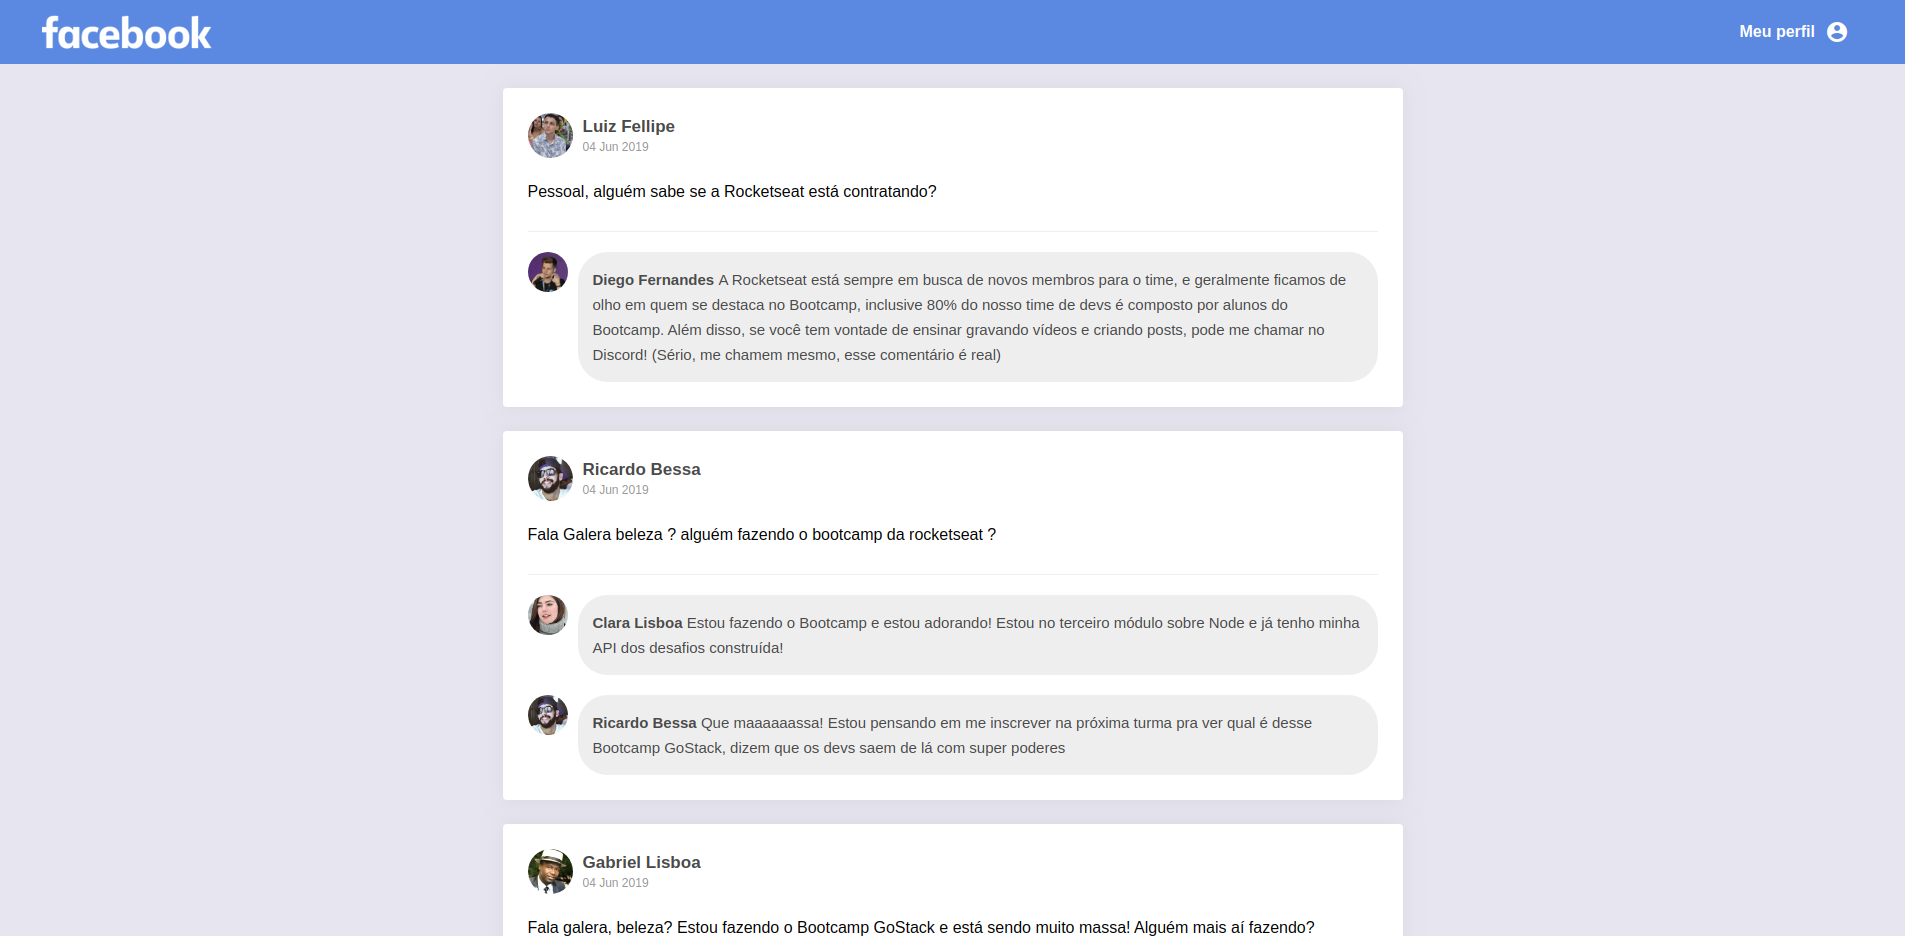 facebook
Meu perfil
Luiz Fellipe
04 Jun 2019
Pessoal, alguém sabe se a Rocketseat está contratando?
Diego Fernandes A Rocketseat está sempre em busca de novos membros para o time, e geralmente ficamos de
olho em quem se destaca no Bootcamp, inclusive 80% do nosso time de devs é composto por alunos do
Bootcamp. Além disso, se você tem vontade de ensinar gravando vídeos e criando posts, pode me chamar no
Discord! (Sério, me chamem mesmo, esse comentário é real)
Ricardo Bessa
04 Jun 2019
Fala Galera beleza ? alguém fazendo o bootcamp da rocketseat ?
Clara Lisboa Estou fazendo o Bootcamp e estou adorando! Estou no terceiro módulo sobre Node e já tenho minha
API dos desafios construída!
Ricardo Bessa Que maaaaaassa! Estou pensando em me inscrever na próxima turma pra ver qual é desse
Bootcamp GoStack, dizem que os devs saem de lá com super poderes
Gabriel Lisboa
04 Jun 2019
Fala galera, beleza? Estou fazendo o Bootcamp GoStack e está sendo muito massa! Alguém mais aí fazendo?